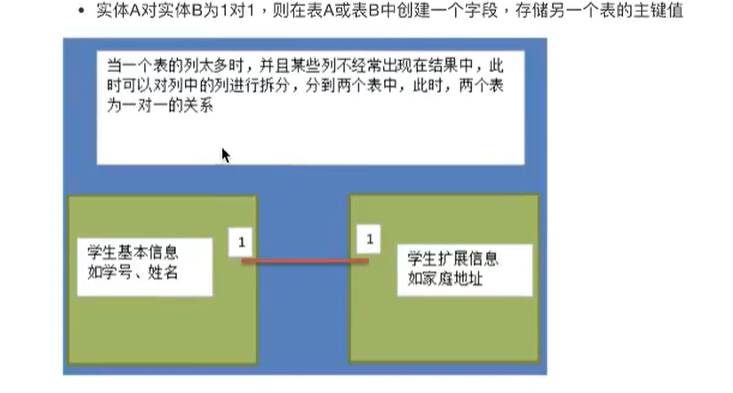 实体A对实体B为1对1，则在表A或表B中创建一个字段，存储另一个表的主键值
当一个表的列太多时，并且某些列不经常出现在结果中，此
时可以对列中的列进行拆分，分到两个表中，此时，两个表
为一对一的关系
1
1
学生基本信息
如学号、姓名
学生扩展信息
如家庭地址